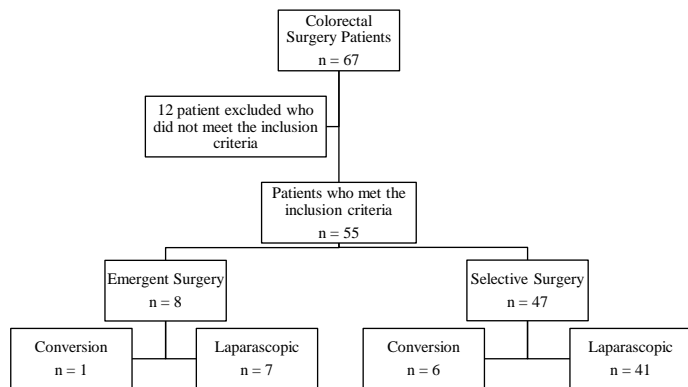 Colorectal
Surgery Patients
n = 67
12 patient excluded who
did not meet the inclusion
criteria
Patients who met the
inclusion criteria
n = 55
Emergent Surgery
n = 8
Selective Surgery
n = 47
Conversion
n = 1
Laparascopic
n = 7
Conversion
n = 6
Laparascopic
n = 41